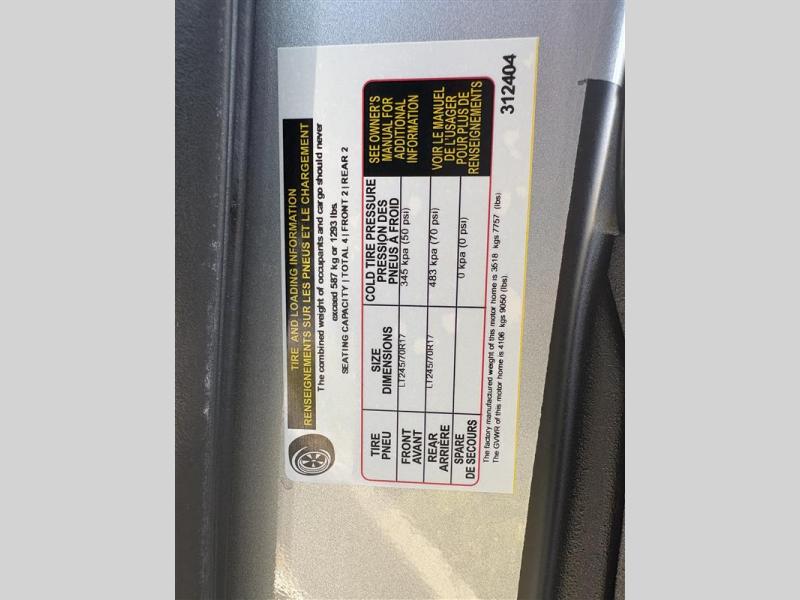 TIRE AND LOADING INFORMATION
RENSEIGNEMENTS SUR LES PNEUS ET LE CHARGEMENT
The combined weight of occupants and cargo should never
exceed 587 kg or 1293 lbs.
SEATING CAPACITY | TOTAL 4 | FRONT 2 | REAR 2
TIRE
PNEU
SIZE
DIMENSIONS
COLD TIRE PRESSURE
PRESSION DES
PNEUS À FROID
SEE OWNER'S
MANUAL FOR
ADDITIONAL
INFORMATION
FRONT
AVANT
LT245/70R17
345 kpa (50 psi)
REAR
ARRIÈRE
LT245/70R17
483 kpa (70 psi)
VOIR LE MANUEL
DE L'USAGER
POUR PLUS DE
RENSEIGNEMENTS
SPARE
DE SECOURS
0 kpa (0 psi)
The factory manufactured weight of this motor home is 3518 kgs 7757 (lbs)
The GVWR of this motor home is 4106 kgs 9050 (lbs).
312404